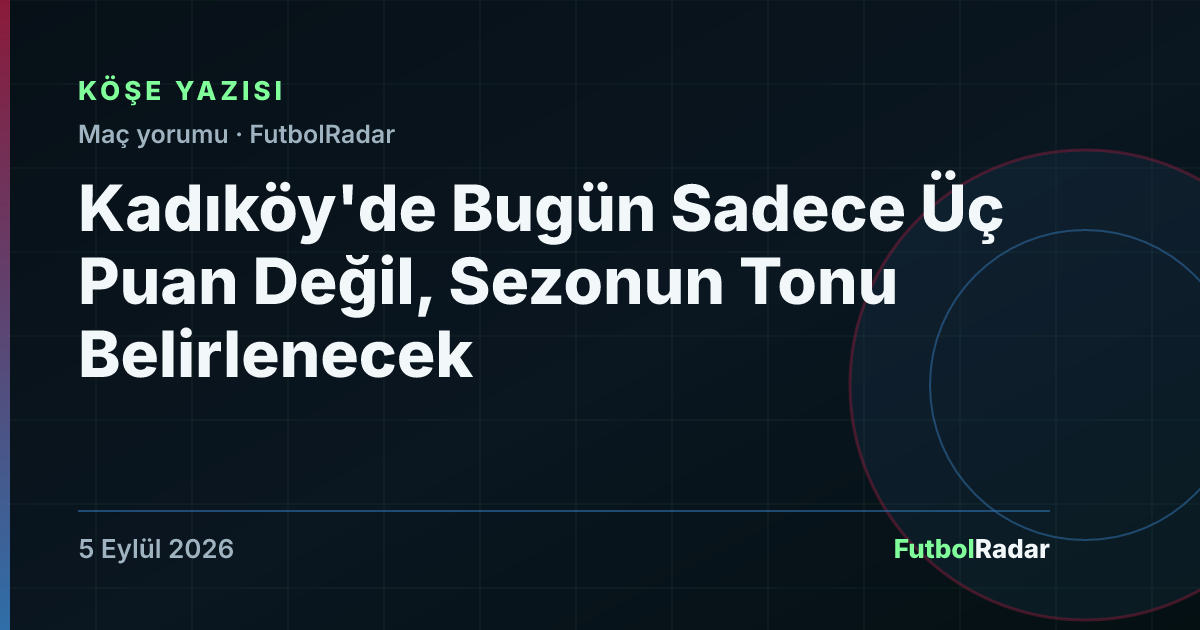 KÖŞE YAZISI
Maç yorumu · FutbolRadar
Kadıköy'de Bugün Sadece Üç
Puan Değil, Sezonun Tonu
Belirlenecek
5 Eylül 2026
FutbolRadar